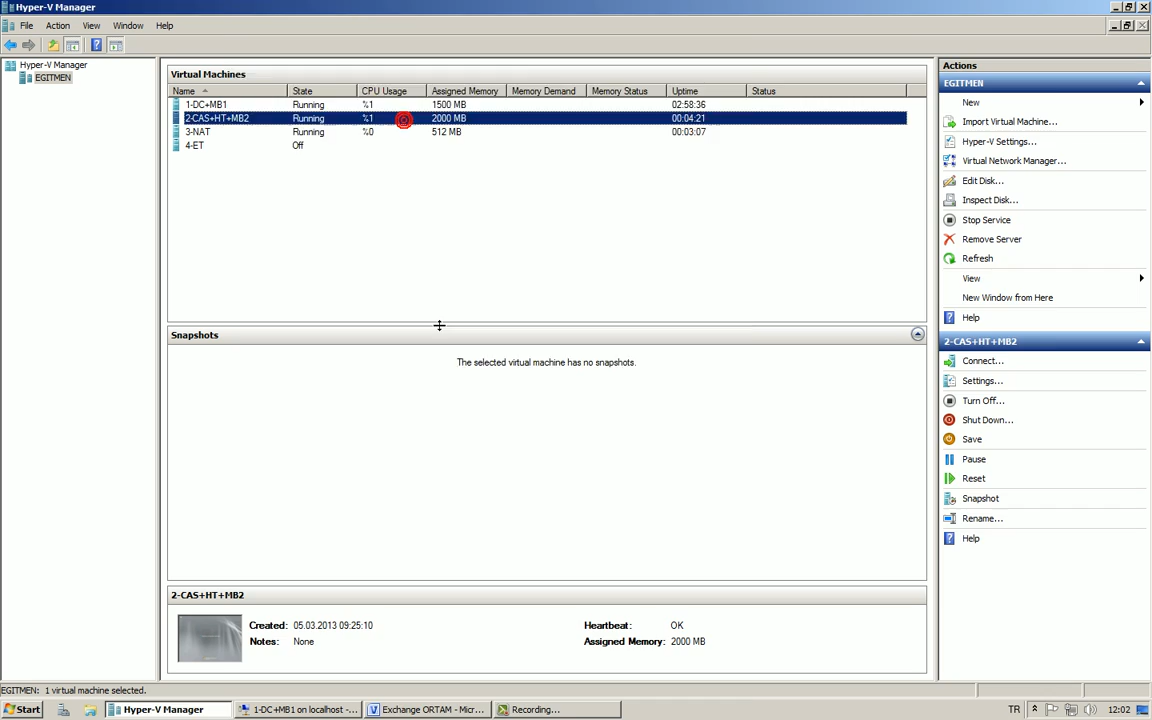 Hyper-V Manager
File Action View Window Help
Hyper-V Manager
EGITMEN
Virtual Machines
Name State CPU Usage Assigned Memory Memory Demand Memory Status Uptime Status
1-DC+MB1 Running %1 1500 MB 02:58:36
2-CAS+HT+MB2 Running %1 2000 MB 00:04:21
3-NAT Running %0 512 MB 00:03:07
4-ET Off
Snapshots
The selected virtual machine has no snapshots.
2-CAS+HT+MB2
Created: 05.03.2013 09:25:10 Heartbeat: OK
Notes: None Assigned Memory: 2000 MB
Actions
EGITMEN
New
Import Virtual Machine...
Hyper-V Settings...
Virtual Network Manager...
Edit Disk...
Inspect Disk...
Stop Service
Remove Server
Refresh
View
New Window from Here
Help
2-CAS+HT+MB2
Connect...
Settings...
Turn Off...
Shut Down...
Save
Pause
Reset
Snapshot
Rename...
Help
EGITMEN: 1 virtual machine selected.
Start Hyper-V Manager 1-DC+MB1 on localhost -... Exchange ORTAM - Micr... Recording... TR 12:02